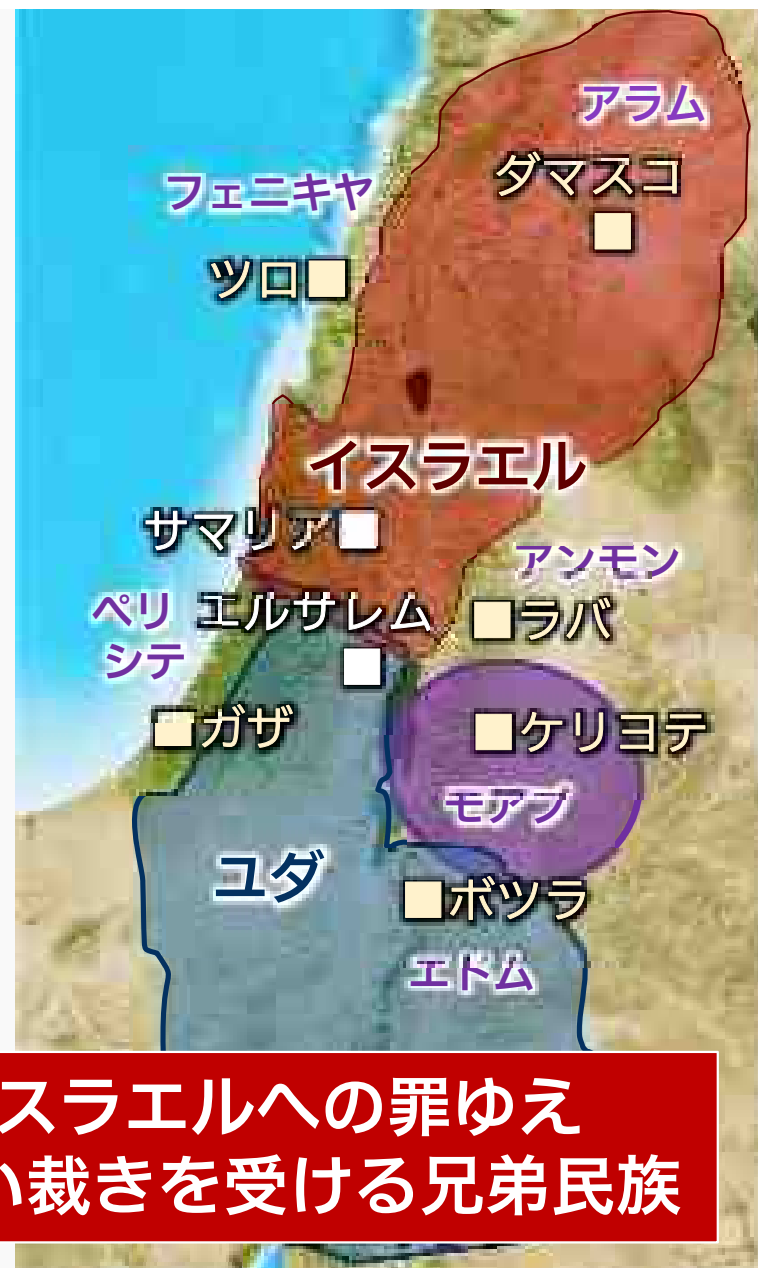 アラム
ダマスコ
フェニキヤ
ツロ
イスラエル
サマリア
アンモン
ペリ
シテ
エルサレム
ラバ
ガザ
ケリヨテ
モアブ
ユダ
ボツラ
エドム
スラエルへの罪ゆえ
裁きを受ける兄弟民族